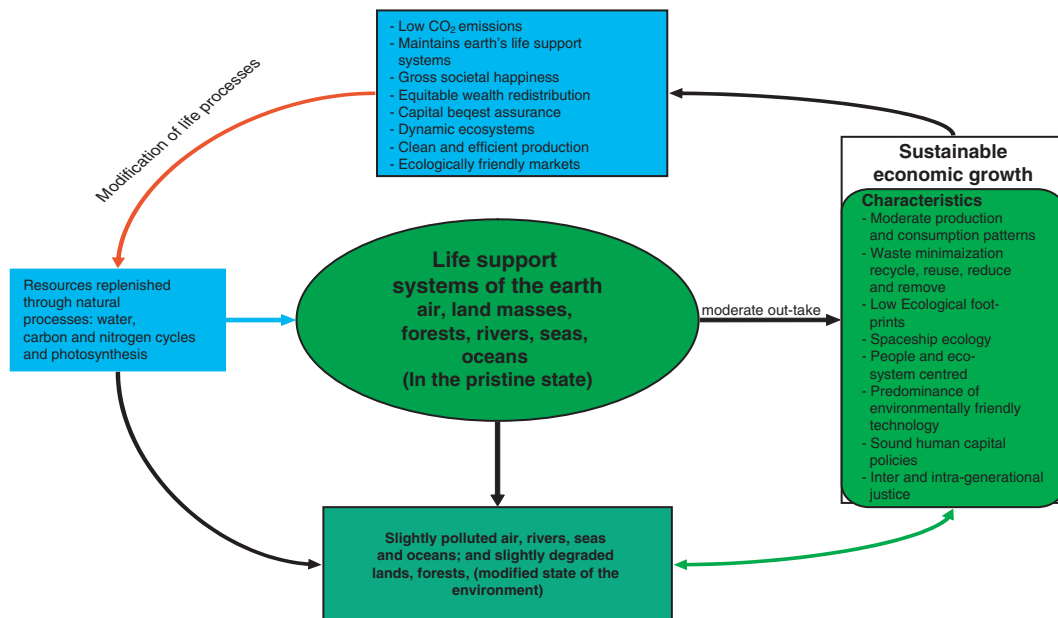 - Low CO₂ emissions
- Maintains earth's life support
systems
- Gross societal happiness
- Equitable wealth redistribution
- Capital beqest assurance
- Dynamic ecosystems
- Clean and efficient production
- Ecologically friendly markets
Modification of life processes
Sustainable
economic growth
Characteristics
- Moderate production
and consumption patterns
- Waste minimaization
recycle, reuse, reduce
and remove
- Low Ecological foot-
prints
- Spaceship ecology
- People and eco-
system centred
- Predominance of
environmentally friendly
technology
- Sound human capital
policies
- Inter and intra-generational
justice
Life support
systems of the earth
air, land masses,
forests, rivers, seas,
oceans
(In the pristine state)
moderate out-take
Resources replenished
through natural
processes: water,
carbon and nitrogen cycles
and photosynthesis
Slightly polluted air, rivers, seas
and oceans; and slightly degraded
lands, forests, (modified state of the
environment)